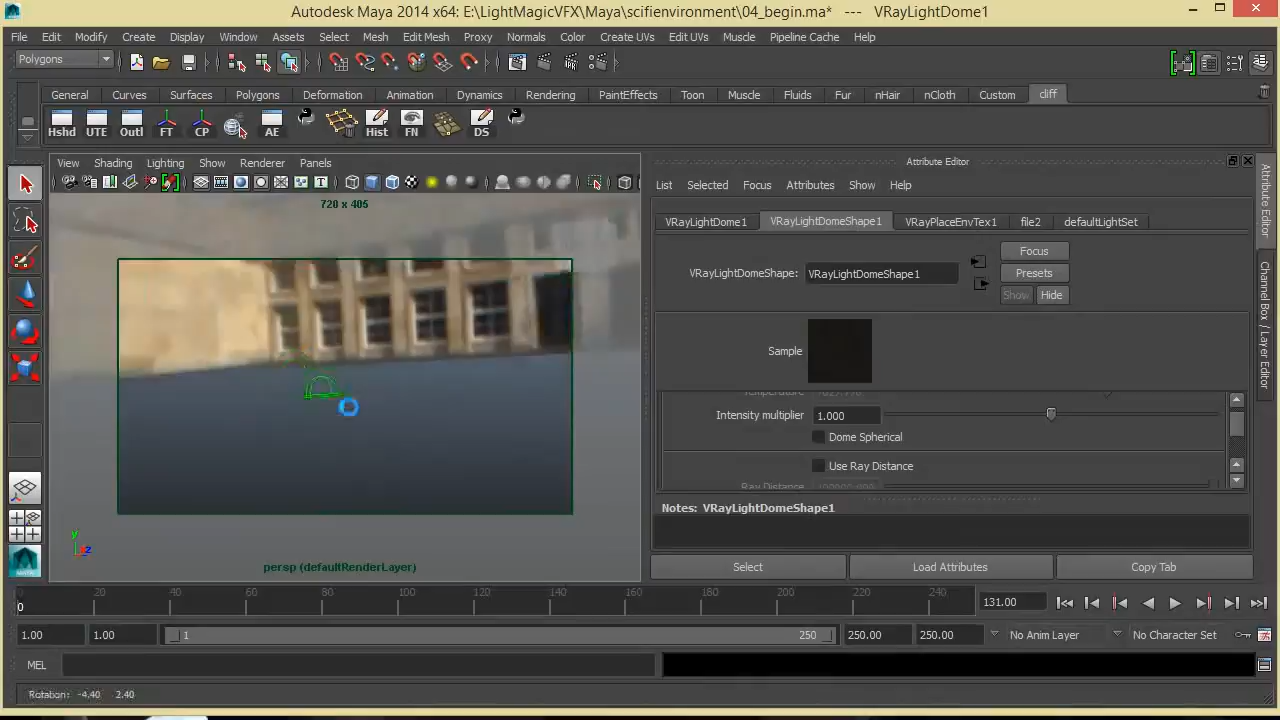 Autodesk Maya 2014 x64: E:\LightMagicVFX\Maya\scifienvironment\04_begin.ma* --- VRayLightDome1
File Edit Modify Create Display Window Assets Select Mesh Edit Mesh Proxy Normals Color Create UVs Edit UVs Muscle Pipeline Cache Help
Polygons
General Curves Surfaces Polygons Deformation Animation Dynamics Rendering PaintEffects Toon Muscle Fluids Fur nHair nCloth Custom diff
Hshd UTE Outl FT CP AE Hist FN DS
View Shading Lighting Show Renderer Panels
720 x 405
y
z
persp (defaultRenderLayer)
Attribute Editor
List Selected Focus Attributes Show Help
VRayLightDome1 VRayLightDomeShape1 VRayPlaceEnvTex1 file2 defaultLightSet
VRayLightDomeShape: VRayLightDomeShape1
Focus
Presets
Show Hide
Sample
Temperature
Intensity multiplier 1.000
Dome Spherical
Use Ray Distance
Ray Distance 100000.000
Notes: VRayLightDomeShape1
Select Load Attributes Copy Tab
Attribute Editor
Channel Box / Layer Editor
0 20 40 60 80 100 120 140 160 180 200 220 240
0
131.00
1.00 1.00 1 250 250.00 250.00 No Anim Layer No Character Set
MEL
Rotation: -4.40 2.40